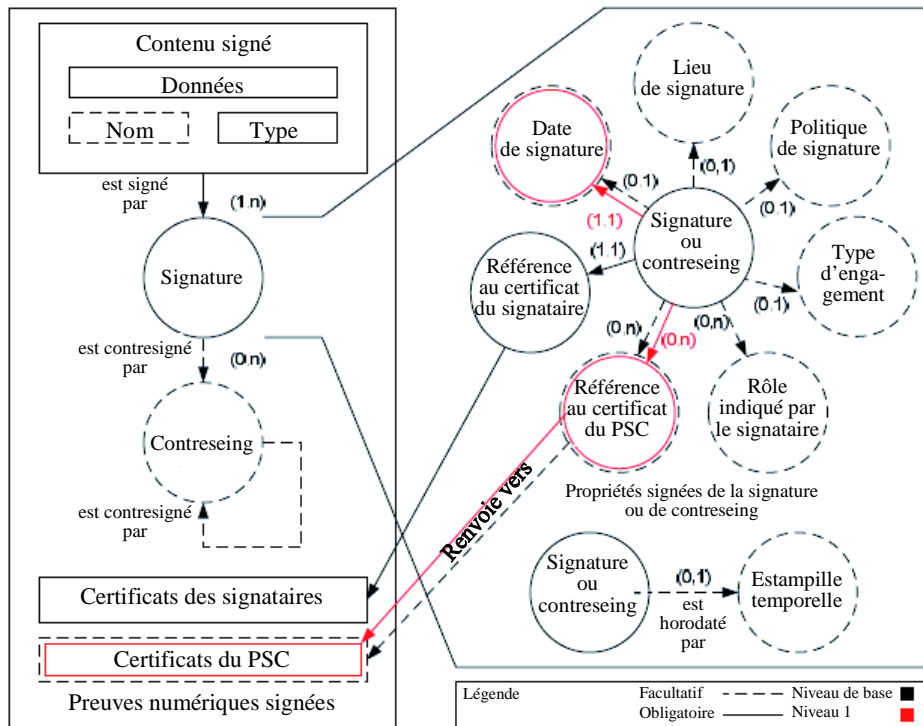 Contenu signé
Données
Nom
Type
est signé
par
(1.n)
Signature
est contresigné
par
(0.n)
Contreseing
est contresigné
par
Certificats des signataires
Certificats du PSC
Preuves numériques signées
Lieu
de signature
Date
de signature
Politique
de signature
(0,1)
(0.1)
(0.1)
(1.1)
Signature
ou
contreseing
(1.1)
Référence
au certificat
du signataire
Type
d'enga-
gement
(0.1)
(0.n)
(0.n)
(0,n)
Référence
au certificat
du PSC
Rôle
indiqué par
le signataire
Renvoie vers
Propriétés signées de la signature
ou de contreseing
Signature
ou
contreseing
(0,1)
est
horodaté
par
Estampille
temporelle
Légende
Facultatif
Niveau de base
Obligatoire
Niveau 1